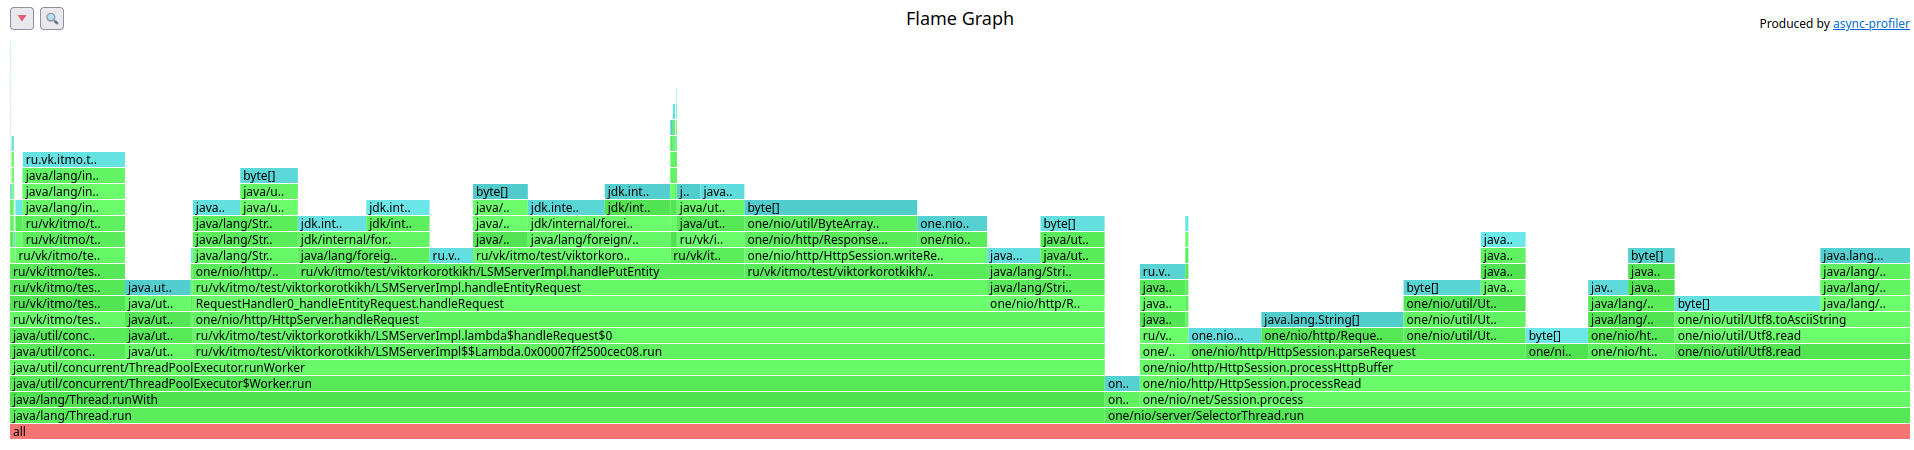 Flame Graph
Produced by async-profiler
ru.vk.itmo.t..
java/lang/in.. byte[]
java/lang/in.. java/u.. byte[] jdk.int.. j.. java..
java/lang/in.. java.. java/u.. jdk.int.. java/.. jdk.inte.. jdk/int.. java/ut.. byte[]
ru/vk/itmo/t.. java/lang/Str.. jdk.int.. jdk/int.. java/.. jdk/internal/forei.. java/ut.. one/nio/util/ByteArray.. one.nio.. byte[]
ru/vk/itmo/t.. java/lang/Str.. jdk/internal/for.. java/.. java/lang/foreign/.. ru/vk/i.. one/nio/http/Response... one/nio.. java/ut.. java..
ru/vk/itmo/te.. java/lang/Str.. java/lang/foreig.. ru.v.. ru/vk/itmo/test/viktorkoro.. ru/vk/it.. one/nio/http/HttpSession.writeRe.. java... java/ut.. java.. byte[] java.lang...
ru/vk/itmo/tes.. one/nio/http/.. ru/vk/itmo/test/viktorkorotkikh/LSMServerImpl.handlePutEntity ru/vk/itmo/test/viktorkorotkikh/.. java/lang/Stri.. ru.v.. java.. java.. java/lang/..
ru/vk/itmo/tes.. java.ut.. ru/vk/itmo/test/viktorkorotkikh/LSMServerImpl.handleEntityRequest java/lang/Stri.. java.. byte[] java.. jav.. java.. java/lang/..
ru/vk/itmo/tes.. java/ut.. RequestHandler0_handleEntityRequest.handleRequest one/nio/http/R.. java.. one/nio/util/Ut.. java/lang/.. byte[] java/lang/..
ru/vk/itmo/tes.. java/ut.. one/nio/http/HttpServer.handleRequest java.. java.lang.String[] one/nio/util/Ut.. java/lang/.. one/nio/util/Utf8.toAsciiString
java/util/conc.. java/ut.. ru/vk/itmo/test/viktorkorotkikh/LSMServerImpl.lambda$handleRequest$0 ru/v.. one.nio... one/nio/http/Reque.. one/nio/util/Ut.. byte[] one/nio/ht.. one/nio/util/Utf8.read
java/util/conc.. java/ut.. ru/vk/itmo/test/viktorkorotkikh/LSMServerImpl$$Lambda.0x00007ff2500cec08.run one/.. one/nio/http/HttpSession.parseRequest one/ni.. one/nio/ht.. one/nio/util/Utf8.read
java/util/concurrent/ThreadPoolExecutor.runWorker one/nio/http/HttpSession.processHttpBuffer
java/util/concurrent/ThreadPoolExecutor$Worker.run on.. one/nio/http/HttpSession.processRead
java/lang/Thread.runWith on.. one/nio/net/Session.process
java/lang/Thread.run one/nio/server/SelectorThread.run
all